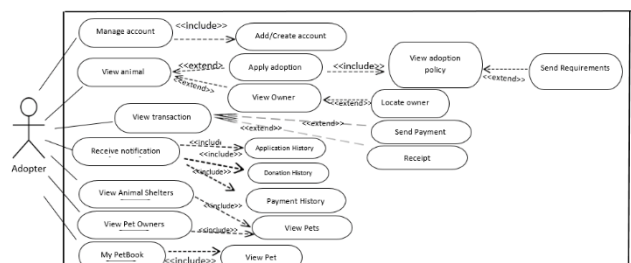 Manage account
<<include>>
Add/Create account
View animal
<<extend>
Apply adoption
<<include>>
View adoption
policy
<<extend>>
Send Requirements
View Owner
<<extend>>
Locate owner
View transaction
<<extend>>
Send Payment
Receipt
Receive notification
<<includ
Application History
<<include>>
Donation History
<<include>>
Payment History
Adopter
View Animal Shelters
<<include>>
View Pets
View Pet Owners
<<include>>
My PetBook
<<include>>
View Pet